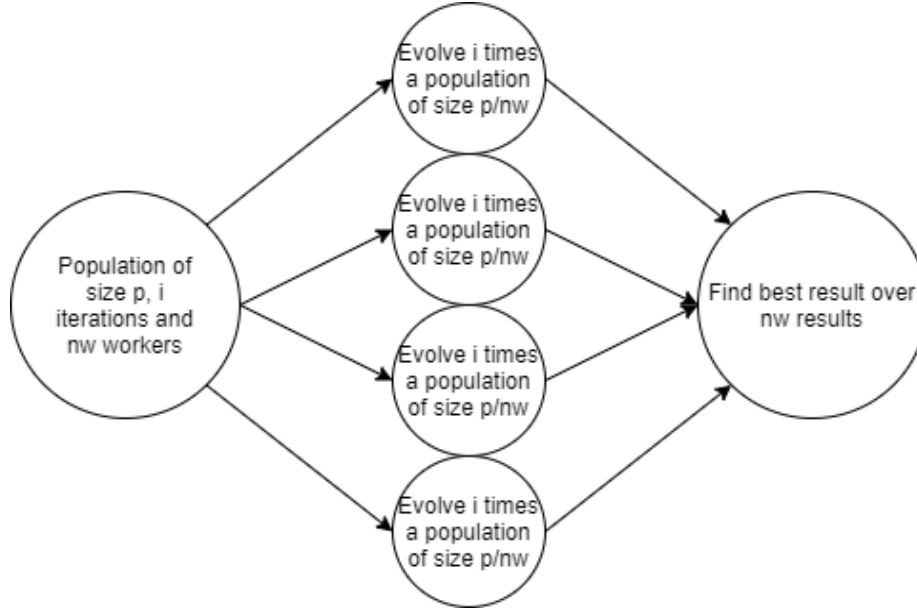 Population of
size p, i
iterations and
nw workers
Evolve i times
a population
of size p/nw
Evolve i times
a population
of size p/nw
Evolve i times
a population
of size p/nw
Evolve i times
a population
of size p/nw
Find best result over
nw results